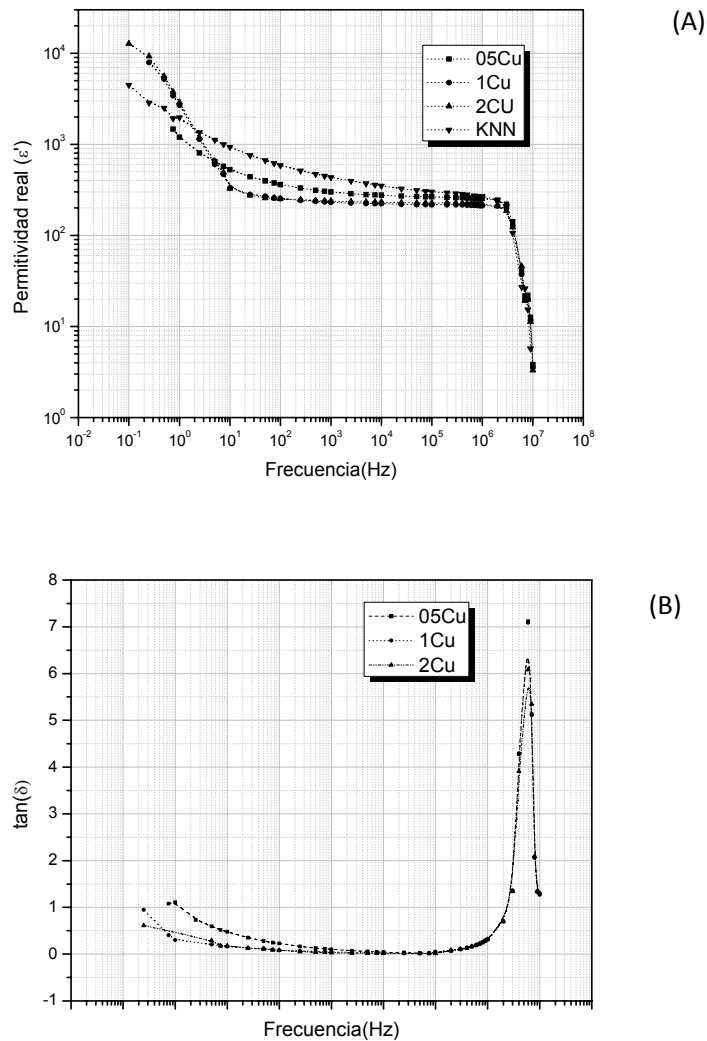 (A)
10^4
10^3
10^2
10^1
10^0
Permitividad real (ε')
05Cu
1Cu
2CU
KNN
10^-2 10^-1 10^0 10^1 10^2 10^3 10^4 10^5 10^6 10^7 10^8
Frecuencia(Hz)
(B)
8
7
6
5
4
3
2
1
0
-1
tan(δ)
05Cu
1Cu
2Cu
Frecuencia(Hz)